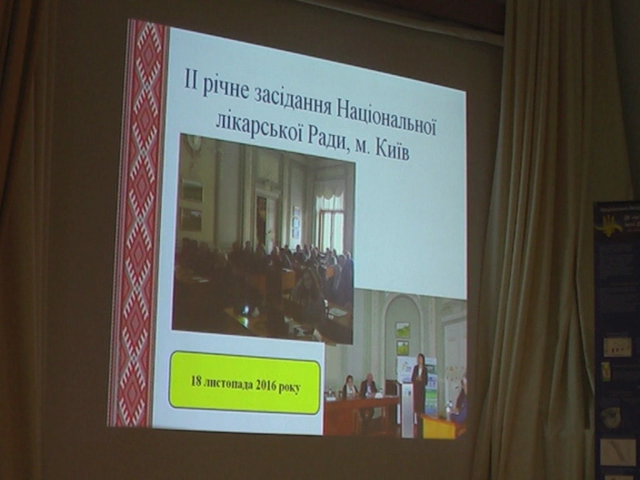 II річне засідання Національної
лікарської Ради, м. Київ
18 листопада 2016 року